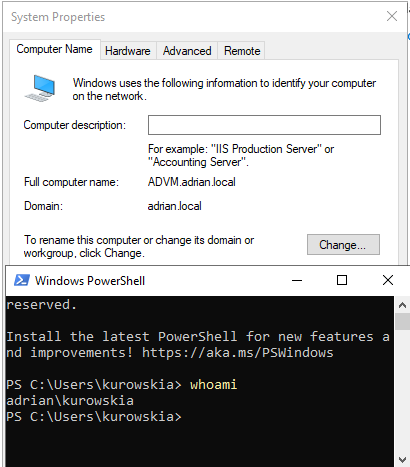 System Properties
Computer Name Hardware Advanced Remote
Windows uses the following information to identify your computer
on the network.
Computer description:
For example: "IIS Production Server" or
"Accounting Server".
Full computer name: ADVM.adrian.local
Domain: adrian.local
To rename this computer or change its domain or
workgroup, click Change.
Change...
Windows PowerShell
reserved.
Install the latest PowerShell for new features a
nd improvements! https://aka.ms/PSWindows
PS C:\Users\kurowskia> whoami
adrian\kurowskia
PS C:\Users\kurowskia>